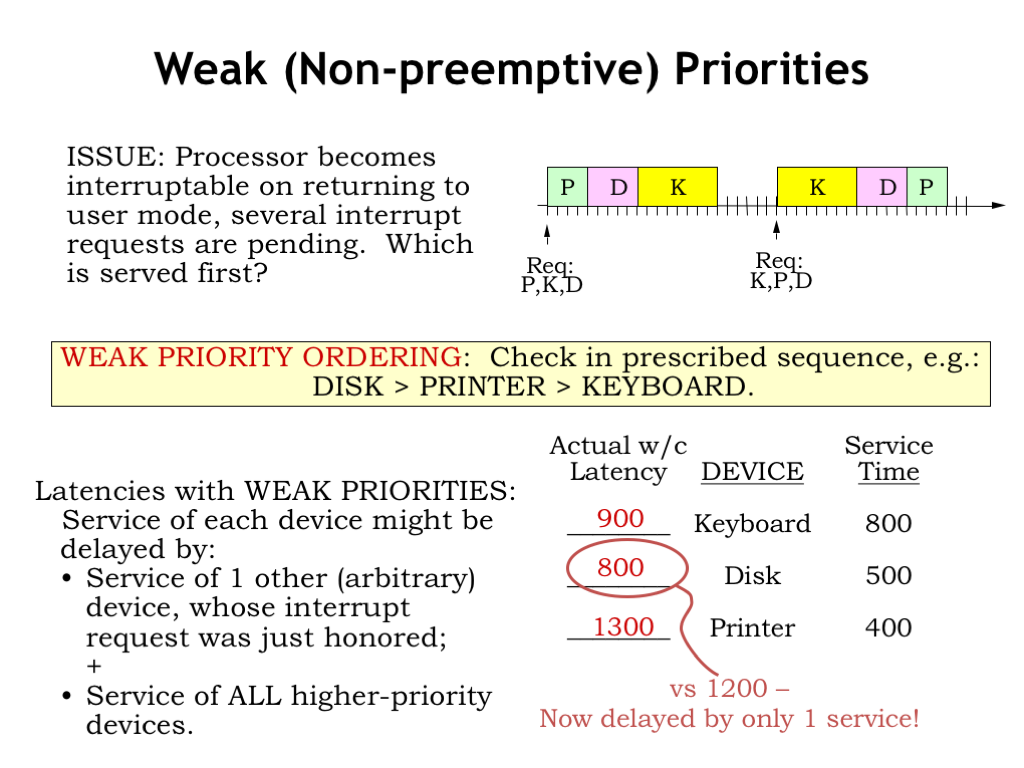 Weak (Non-preemptive) Priorities
ISSUE: Processor becomes
interruptable on returning to
user mode, several interrupt
requests are pending.  Which
is served first?
P D K K D P
Req:
P,K,D
Req:
K,P,D
WEAK PRIORITY ORDERING:  Check in prescribed sequence, e.g.:
DISK > PRINTER > KEYBOARD.
Latencies with WEAK PRIORITIES:
Service of each device might be
delayed by:
• Service of 1 other (arbitrary)
device, whose interrupt
request was just honored;
+
• Service of ALL higher-priority
devices.
Actual w/c
Latency DEVICE Service
Time
900 Keyboard 800
800 Disk 500
1300 Printer 400
vs 1200 –
Now delayed by only 1 service!